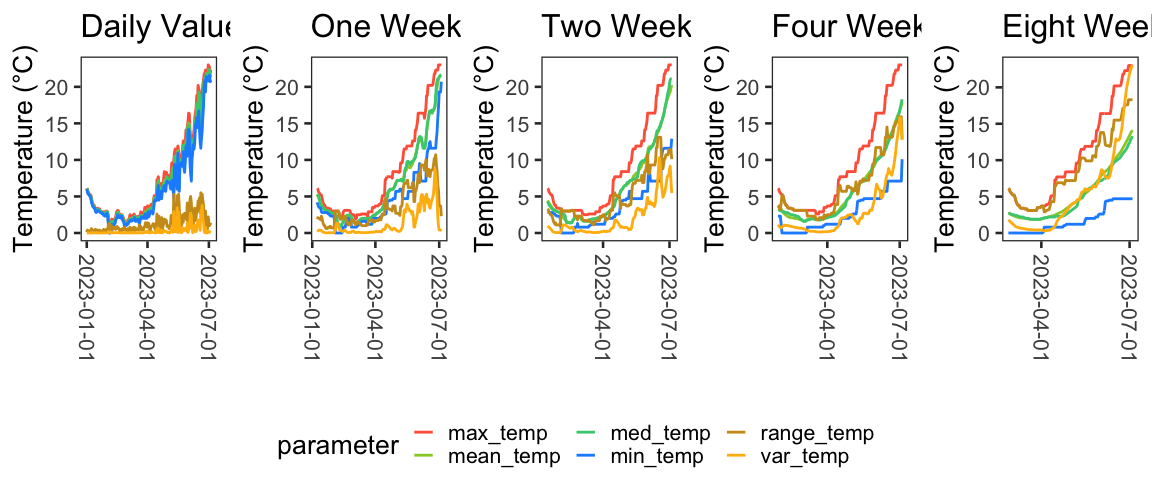 Daily Value
One Week
Two Week
Four Week
Eight Week
Temperature (°C)
20
15
10
5
0
2023-01-01
2023-04-01
2023-07-01
Temperature (°C)
20
15
10
5
0
2023-01-01
2023-04-01
2023-07-01
Temperature (°C)
20
15
10
5
0
2023-04-01
2023-07-01
Temperature (°C)
20
15
10
5
0
2023-04-01
2023-07-01
Temperature (°C)
20
15
10
5
0
2023-04-01
2023-07-01
parameter
max_temp
med_temp
range_temp
mean_temp
min_temp
var_temp